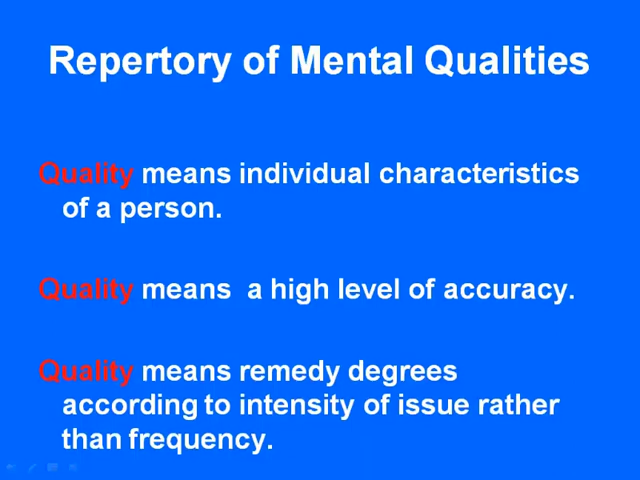 Repertory of Mental Qualities
Quality means individual characteristics
of a person.
Quality means a high level of accuracy.
Quality means remedy degrees
according to intensity of issue rather
than frequency.